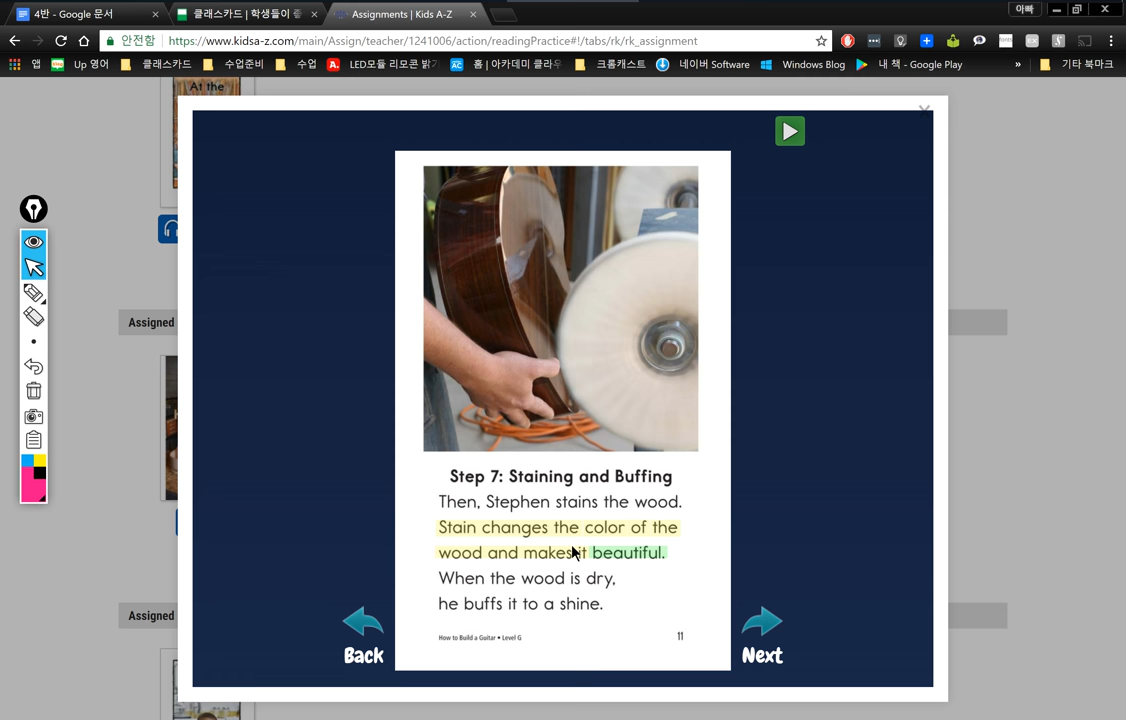 4반 - Google 문서
클래스카드 | 학생들이 
Assignments | Kids A-Z
아빠
안전함
https://www.kidsa-z.com/main/Assign/teacher/1241006/action/readingPractice#!/tabs/rk/rk_assignment
앱
Up 영어
클래스카드
수업준비
수업
LED모듈 리모콘 밝기
홈 | 아카데미 클라우
크롬캐스트
네이버 Software
Windows Blog
내 책 - Google Play
»
기타 북마크
At the
Assigned
Assigned
Step 7: Staining and Buffing
Then, Stephen stains the wood.
Stain changes the color of the
wood and makes it beautiful.
When the wood is dry,
he buffs it to a shine.
How to Build a Guitar • Level G
11
Back
Next